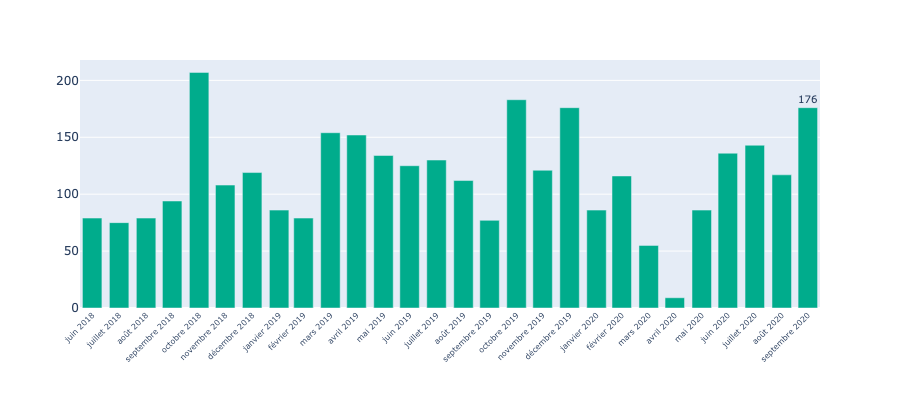 200
150
100
50
0
176
juin 2018
juillet 2018
août 2018
septembre 2018
octobre 2018
novembre 2018
décembre 2018
janvier 2019
février 2019
mars 2019
avril 2019
mai 2019
juin 2019
juillet 2019
août 2019
septembre 2019
octobre 2019
novembre 2019
décembre 2019
janvier 2020
février 2020
mars 2020
avril 2020
mai 2020
juin 2020
juillet 2020
août 2020
septembre 2020